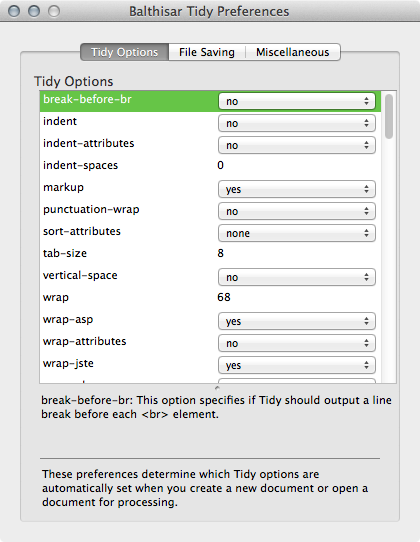 Balthisar Tidy Preferences
Tidy Options File Saving Miscellaneous
Tidy Options
break-before-br no
indent no
indent-attributes no
indent-spaces 0
markup yes
punctuation-wrap no
sort-attributes none
tab-size 8
vertical-space no
wrap 68
wrap-asp yes
wrap-attributes no
wrap-jste yes
break-before-br: This option specifies if Tidy should output a line
break before each <br> element.
These preferences determine which Tidy options are
automatically set when you create a new document or open a
document for processing.